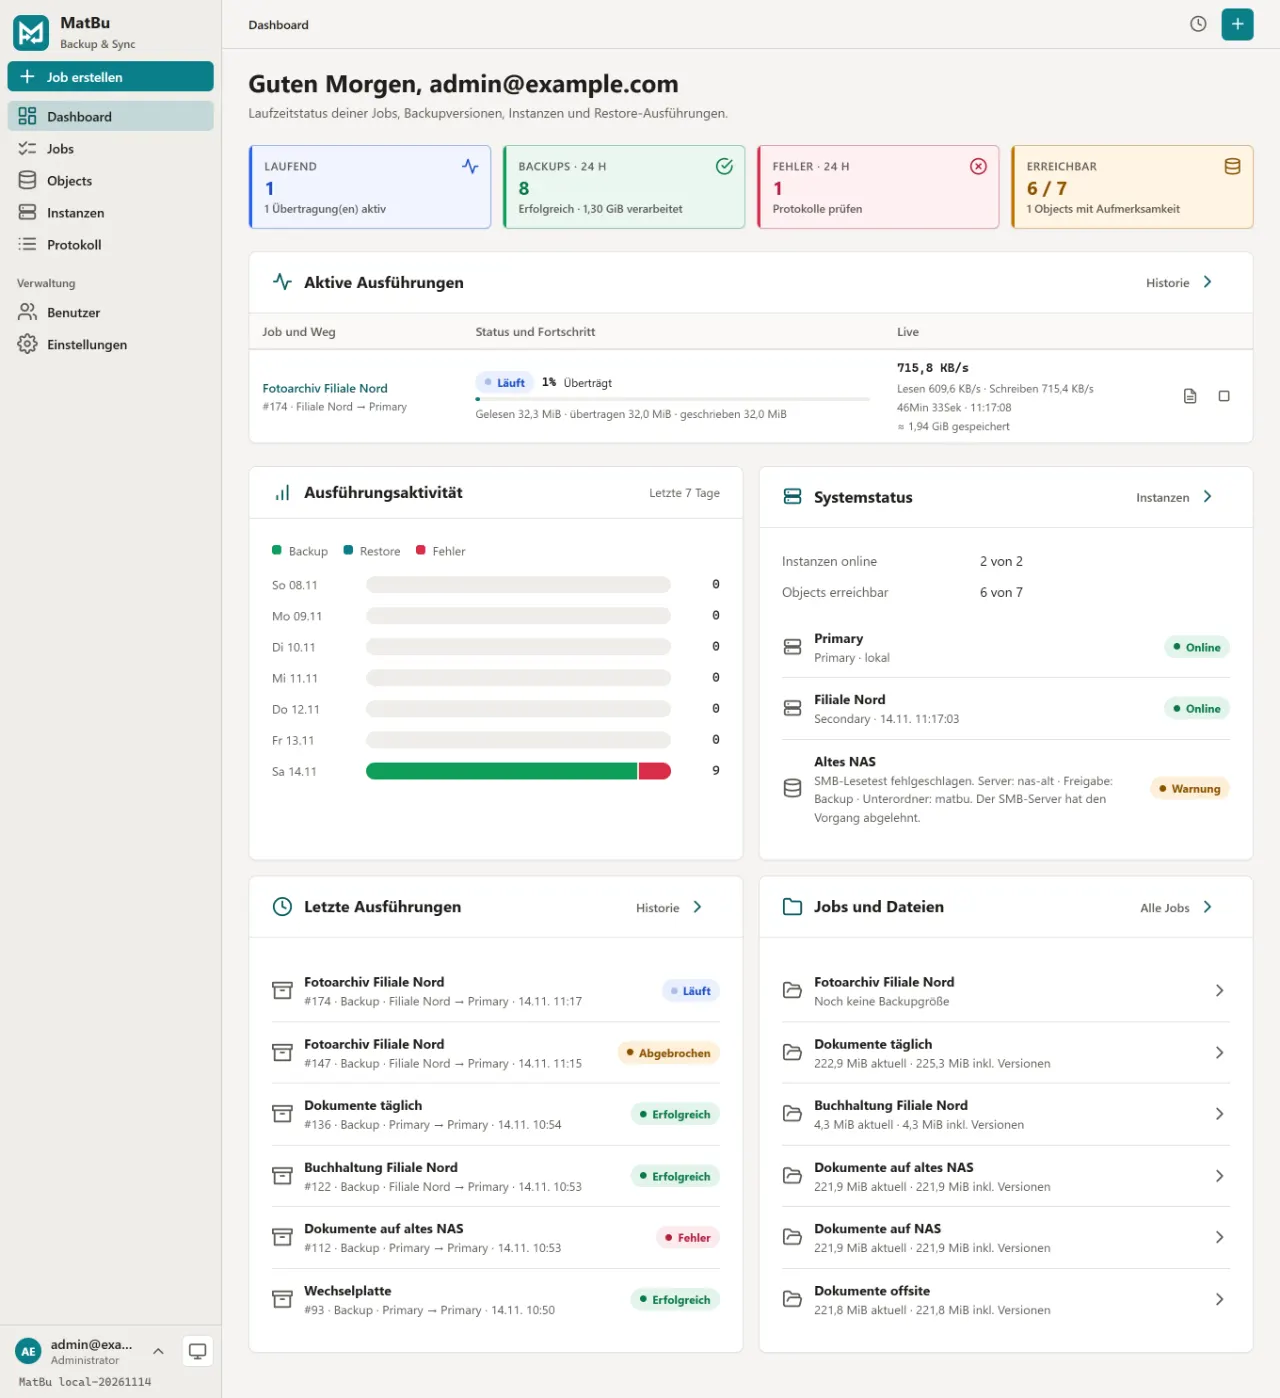 MatBu
Backup & Sync
Job erstellen
Dashboard
Jobs
Objects
Instanzen
Protokoll
Verwaltung
Benutzer
Einstellungen
AE
admin@exa...
Administrator
MatBu local-20261114
Dashboard
Guten Morgen, admin@example.com
Laufzeitstatus deiner Jobs, Backupversionen, Instanzen und Restore-Ausführungen.
LAUFEND
1
1 Übertragung(en) aktiv
BACKUPS · 24 H
8
Erfolgreich · 1,30 GiB verarbeitet
FEHLER · 24 H
1
Protokolle prüfen
ERREICHBAR
6 / 7
1 Objects mit Aufmerksamkeit
Aktive Ausführungen
Historie
Job und Weg
Status und Fortschritt
Live
Fotoarchiv Filiale Nord
#174 · Filiale Nord → Primary
Läuft 1% Überträgt
Gelesen 32,3 MiB · übertragen 32,0 MiB · geschrieben 32,0 MiB
715,8 KB/s
Lesen 609,6 KB/s · Schreiben 715,4 KB/s
46Min 33Sek · 11:17:08
≈ 1,94 GiB gespeichert
Ausführungsaktivität
Letzte 7 Tage
Backup Restore Fehler
So 08.11 0
Mo 09.11 0
Di 10.11 0
Mi 11.11 0
Do 12.11 0
Fr 13.11 0
Sa 14.11 9
Systemstatus
Instanzen
Instanzen online 2 von 2
Objects erreichbar 6 von 7
Primary
Primary · lokal
Online
Filiale Nord
Secondary · 14.11. 11:17:03
Online
Altes NAS
SMB-Lesetest fehlgeschlagen. Server: nas-alt · Freigabe:
Backup · Unterordner: matbu. Der SMB-Server hat den
Vorgang abgelehnt.
Warnung
Letzte Ausführungen
Historie
Fotoarchiv Filiale Nord
#174 · Backup · Filiale Nord → Primary · 14.11. 11:17
Läuft
Fotoarchiv Filiale Nord
#147 · Backup · Filiale Nord → Primary · 14.11. 11:15
Abgebrochen
Dokumente täglich
#136 · Backup · Primary → Primary · 14.11. 10:54
Erfolgreich
Buchhaltung Filiale Nord
#122 · Backup · Filiale Nord → Primary · 14.11. 10:53
Erfolgreich
Dokumente auf altes NAS
#112 · Backup · Primary → Primary · 14.11. 10:53
Fehler
Wechselplatte
#93 · Backup · Primary → Primary · 14.11. 10:50
Erfolgreich
Jobs und Dateien
Alle Jobs
Fotoarchiv Filiale Nord
Noch keine Backupgröße
Dokumente täglich
222,9 MiB aktuell · 225,3 MiB inkl. Versionen
Buchhaltung Filiale Nord
4,3 MiB aktuell · 4,3 MiB inkl. Versionen
Dokumente auf altes NAS
221,9 MiB aktuell · 221,9 MiB inkl. Versionen
Dokumente auf NAS
221,9 MiB aktuell · 221,9 MiB inkl. Versionen
Dokumente offsite
221,8 MiB aktuell · 221,8 MiB inkl. Versionen